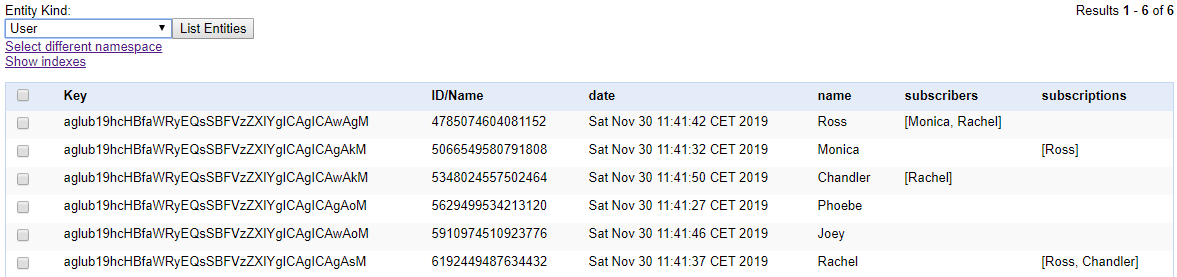 Entity Kind: Results 1 - 6 of 6
User List Entities
Select different namespace
Show indexes
Key ID/Name date name subscribers subscriptions
aglub19hcHBfaWRyEQsSBFVzZXIYgICAgICAwAgM 4785074604081152 Sat Nov 30 11:41:42 CET 2019 Ross [Monica, Rachel]
aglub19hcHBfaWRyEQsSBFVzZXIYgICAgICAgAkM 5066549580791808 Sat Nov 30 11:41:32 CET 2019 Monica [Ross]
aglub19hcHBfaWRyEQsSBFVzZXIYgICAgICAwAkM 5348024557502464 Sat Nov 30 11:41:50 CET 2019 Chandler [Rachel]
aglub19hcHBfaWRyEQsSBFVzZXIYgICAgICAgAoM 5629499534213120 Sat Nov 30 11:41:27 CET 2019 Phoebe
aglub19hcHBfaWRyEQsSBFVzZXIYgICAgICAwAoM 5910974510923776 Sat Nov 30 11:41:46 CET 2019 Joey
aglub19hcHBfaWRyEQsSBFVzZXIYgICAgICAgAsM 6192449487634432 Sat Nov 30 11:41:37 CET 2019 Rachel [Ross, Chandler]